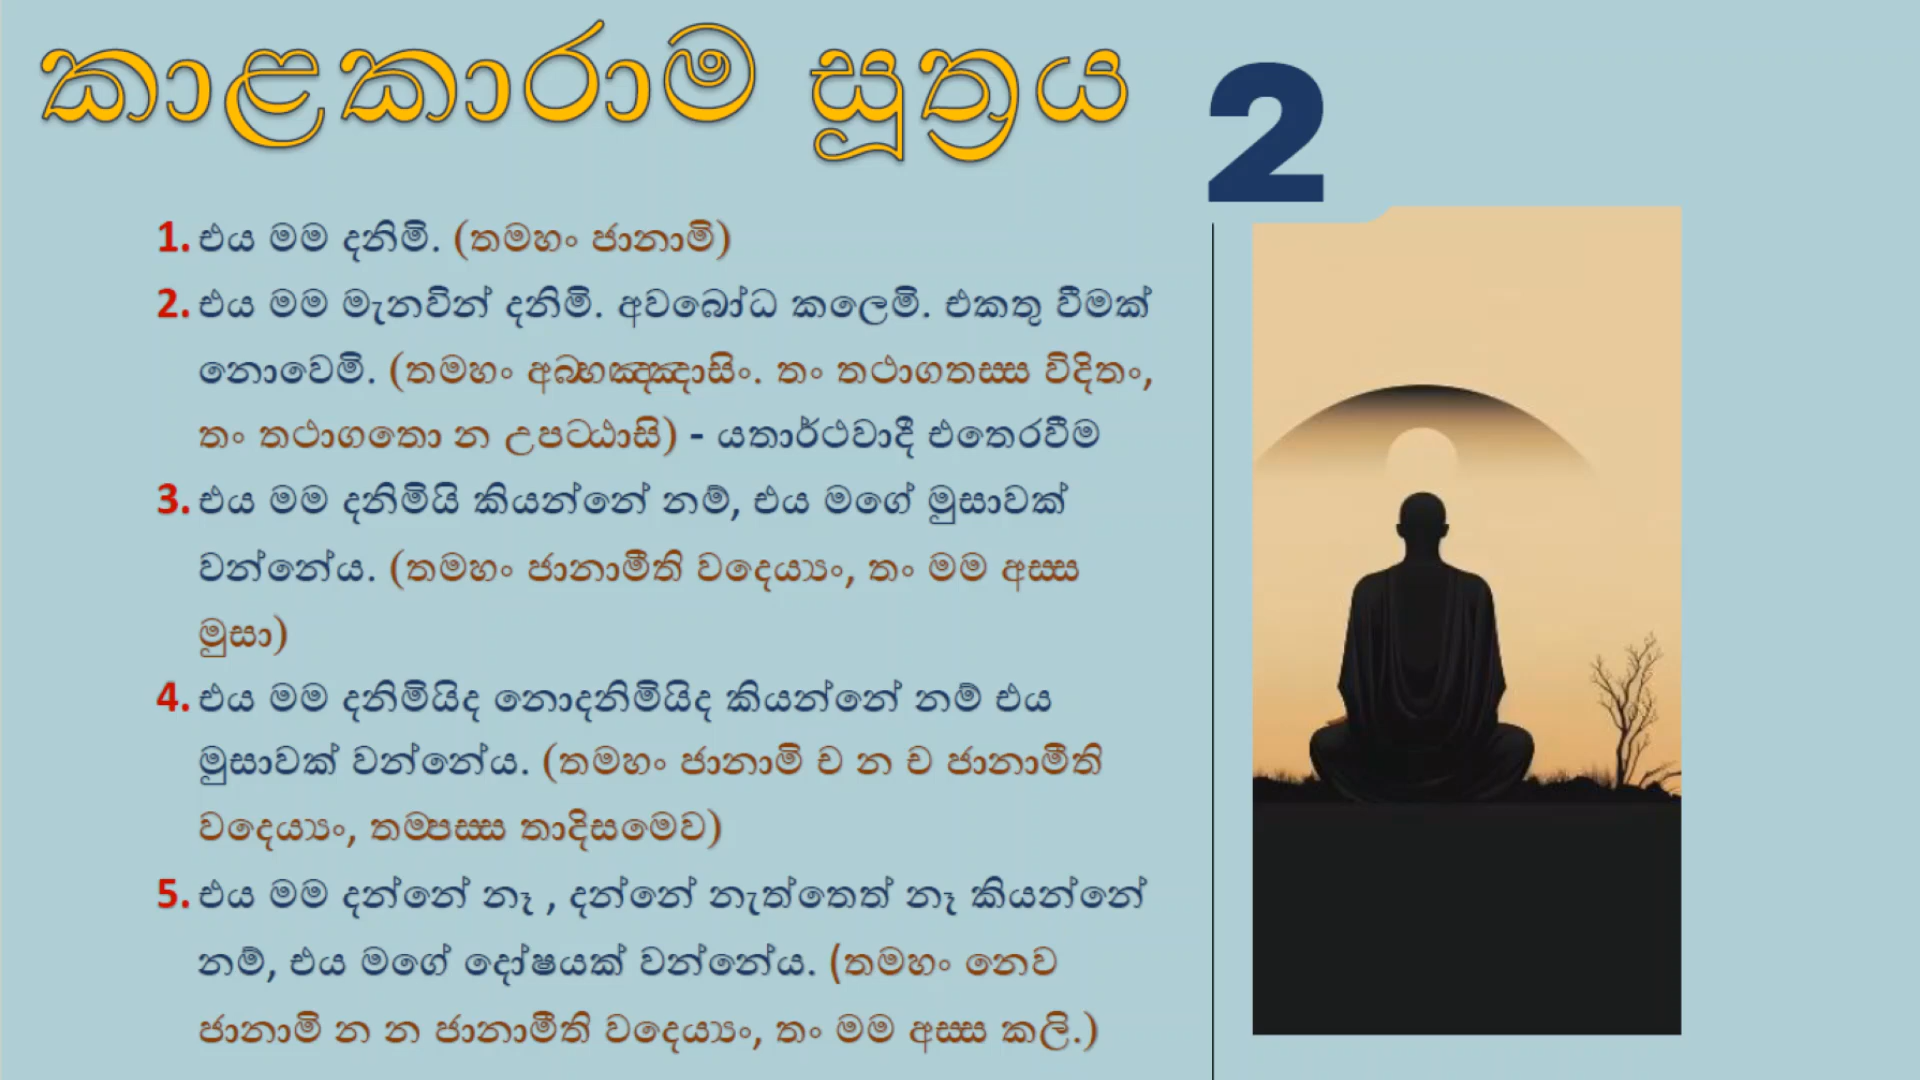 කාළකාරාම සූත්‍රය 2
1. එය මම දනිමි. (තමහං ජානාමි)
2. එය මම මැනවින් දනිමි. අවබෝධ කලෙමි. එකතු වීමක්
නොවෙමි. (තමහං අබ්භඤ්ඤාසිං. තං තථාගතස්ස විදිතං,
තං තථාගතො න උපට්ඨාසි) - යතාර්ථවාදී එතෙරවීම
3. එය මම දනිමියි කියන්නේ නම්, එය මගේ මුසාවක්
වන්නේය. (තමහං ජානාමීති වදෙය්‍යං, තං මම අස්ස
මුසා)
4. එය මම දනිමියිද නොදනිමියිද කියන්නේ නම් එය
මුසාවක් වන්නේය. (තමහං ජානාමි ච න ච ජානාමීති
වදෙය්‍යං, තම්පස්ස තාදිසමෙව)
5. එය මම දන්නේ නෑ , දන්නේ නැත්තෙත් නෑ කියන්නේ
නම්, එය මගේ දෝෂයක් වන්නේය. (තමහං නෙව
ජානාමි න න ජානාමීති වදෙය්‍යං, තං මම අස්ස කලි.)